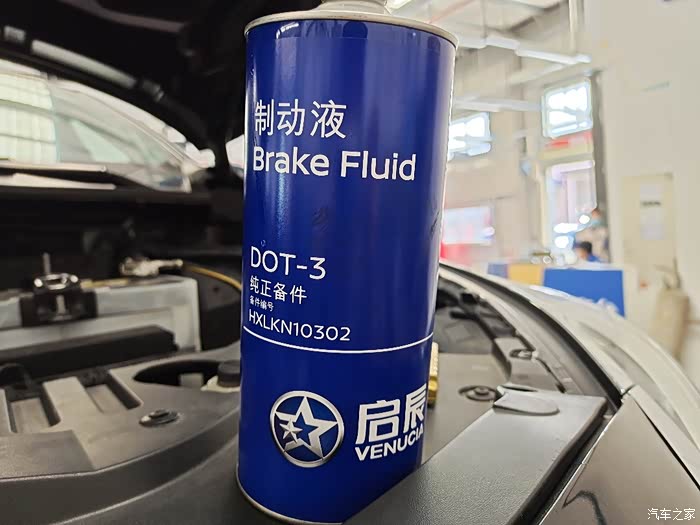 制动液
Brake Fluid
DOT-3
纯正备件
备件编号
HXLKN10302
启辰
VENUCIA
汽车之家